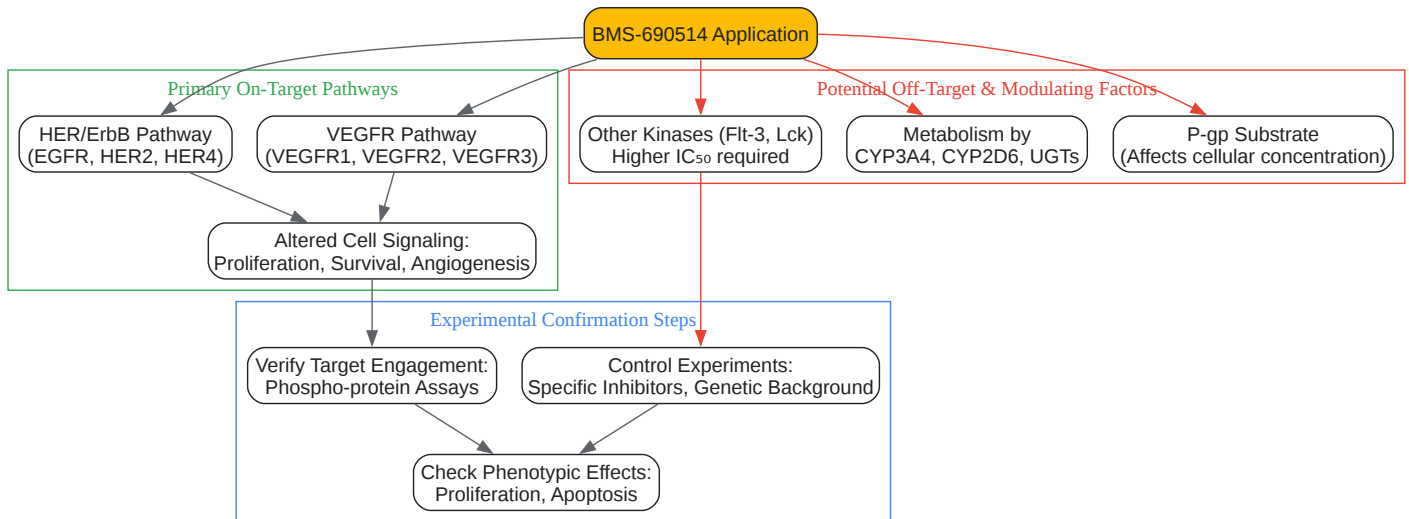 BMS-690514 Application
Primary On-Target Pathways
Potential Off-Target & Modulating Factors
HER/ErbB Pathway
(EGFR, HER2, HER4)
VEGFR Pathway
(VEGFR1, VEGFR2, VEGFR3)
Other Kinases (Flt-3, Lck)
Higher IC₅₀ required
Metabolism by
CYP3A4, CYP2D6, UGTs
P-gp Substrate
(Affects cellular concentration)
Altered Cell Signaling:
Proliferation, Survival, Angiogenesis
Experimental Confirmation Steps
Verify Target Engagement:
Phospho-protein Assays
Control Experiments:
Specific Inhibitors, Genetic Background
Check Phenotypic Effects:
Proliferation, Apoptosis